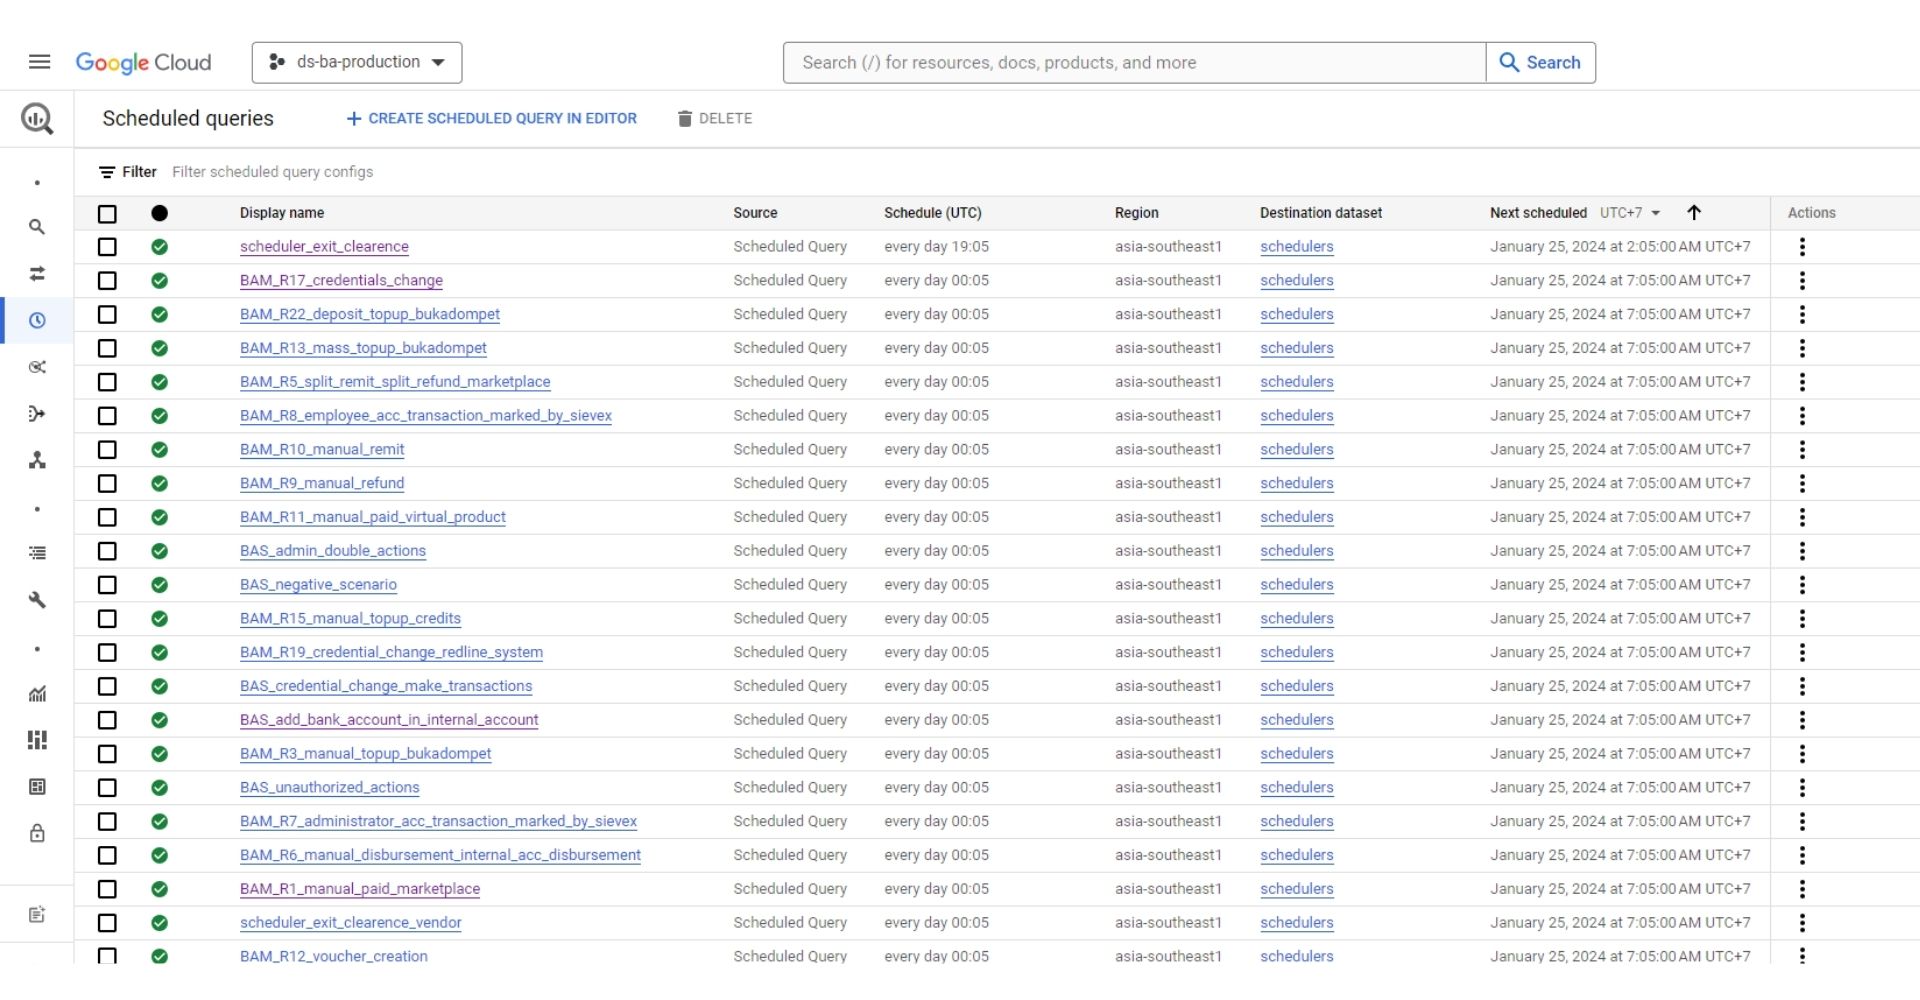 Google Cloud ds-ba-production Search (/) for resources, docs, products, and more Search
Scheduled queries + CREATE SCHEDULED QUERY IN EDITOR DELETE
Filter Filter scheduled query configs
Display name Source Schedule (UTC) Region Destination dataset Next scheduled UTC+7 Actions
scheduler_exit_clearence Scheduled Query every day 19:05 asia-southeast1 schedulers January 25, 2024 at 2:05:00 AM UTC+7
BAM_R17_credentials_change Scheduled Query every day 00:05 asia-southeast1 schedulers January 25, 2024 at 7:05:00 AM UTC+7
BAM_R22_deposit_topup_bukadompet Scheduled Query every day 00:05 asia-southeast1 schedulers January 25, 2024 at 7:05:00 AM UTC+7
BAM_R13_mass_topup_bukadompet Scheduled Query every day 00:05 asia-southeast1 schedulers January 25, 2024 at 7:05:00 AM UTC+7
BAM_R5_split_remit_split_refund_marketplace Scheduled Query every day 00:05 asia-southeast1 schedulers January 25, 2024 at 7:05:00 AM UTC+7
BAM_R8_employee_acc_transaction_marked_by_sievex Scheduled Query every day 00:05 asia-southeast1 schedulers January 25, 2024 at 7:05:00 AM UTC+7
BAM_R10_manual_remit Scheduled Query every day 00:05 asia-southeast1 schedulers January 25, 2024 at 7:05:00 AM UTC+7
BAM_R9_manual_refund Scheduled Query every day 00:05 asia-southeast1 schedulers January 25, 2024 at 7:05:00 AM UTC+7
BAM_R11_manual_paid_virtual_product Scheduled Query every day 00:05 asia-southeast1 schedulers January 25, 2024 at 7:05:00 AM UTC+7
BAS_admin_double_actions Scheduled Query every day 00:05 asia-southeast1 schedulers January 25, 2024 at 7:05:00 AM UTC+7
BAS_negative_scenario Scheduled Query every day 00:05 asia-southeast1 schedulers January 25, 2024 at 7:05:00 AM UTC+7
BAM_R15_manual_topup_credits Scheduled Query every day 00:05 asia-southeast1 schedulers January 25, 2024 at 7:05:00 AM UTC+7
BAM_R19_credential_change_redline_system Scheduled Query every day 00:05 asia-southeast1 schedulers January 25, 2024 at 7:05:00 AM UTC+7
BAS_credential_change_make_transactions Scheduled Query every day 00:05 asia-southeast1 schedulers January 25, 2024 at 7:05:00 AM UTC+7
BAS_add_bank_account_in_internal_account Scheduled Query every day 00:05 asia-southeast1 schedulers January 25, 2024 at 7:05:00 AM UTC+7
BAM_R3_manual_topup_bukadompet Scheduled Query every day 00:05 asia-southeast1 schedulers January 25, 2024 at 7:05:00 AM UTC+7
BAS_unauthorized_actions Scheduled Query every day 00:05 asia-southeast1 schedulers January 25, 2024 at 7:05:00 AM UTC+7
BAM_R7_administrator_acc_transaction_marked_by_sievex Scheduled Query every day 00:05 asia-southeast1 schedulers January 25, 2024 at 7:05:00 AM UTC+7
BAM_R6_manual_disbursement_internal_acc_disbursement Scheduled Query every day 00:05 asia-southeast1 schedulers January 25, 2024 at 7:05:00 AM UTC+7
BAM_R1_manual_paid_marketplace Scheduled Query every day 00:05 asia-southeast1 schedulers January 25, 2024 at 7:05:00 AM UTC+7
scheduler_exit_clearence_vendor Scheduled Query every day 00:05 asia-southeast1 schedulers January 25, 2024 at 7:05:00 AM UTC+7
BAM_R12_voucher_creation Scheduled Query every day 00:05 asia-southeast1 schedulers January 25, 2024 at 7:05:00 AM UTC+7